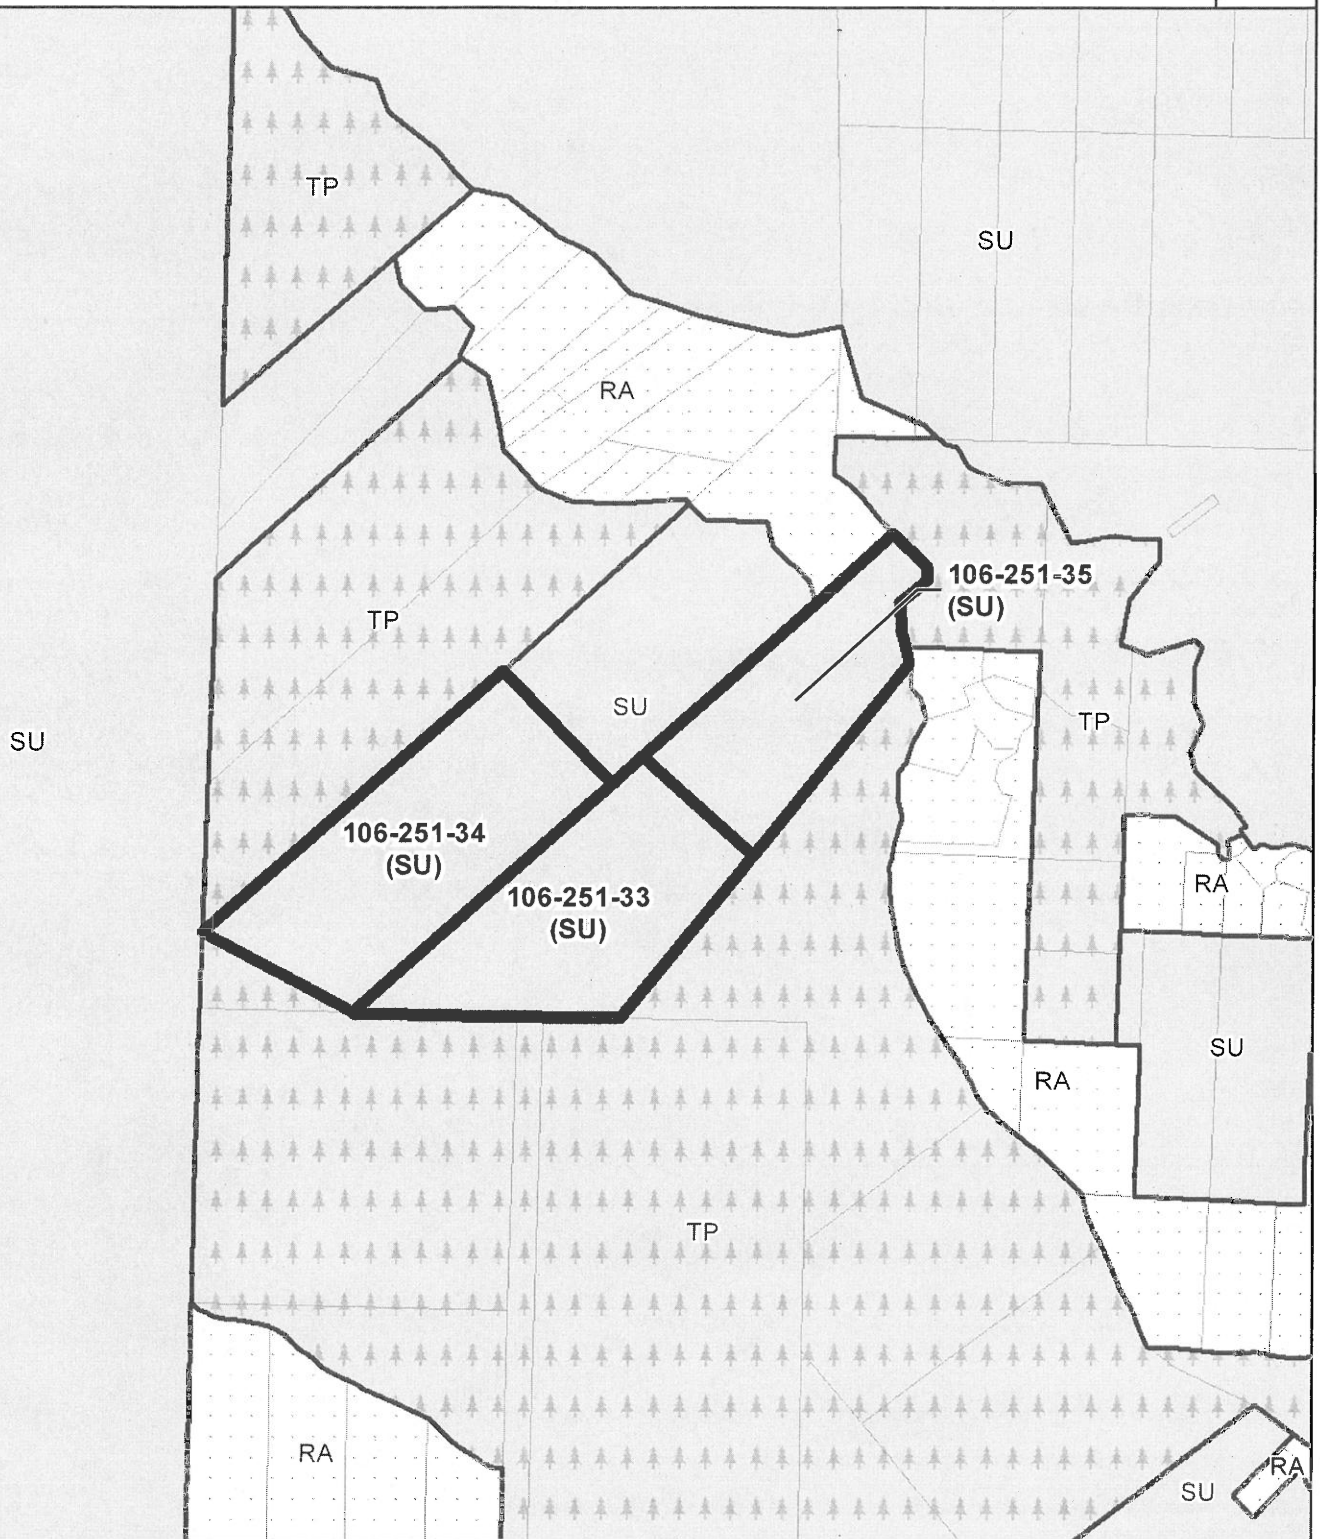 TP
SU
RA
106-251-35
(SU)
TP
SU
TP
SU
106-251-34
(SU)
106-251-33
(SU)
RA
SU
RA
TP
RA
RA
SU